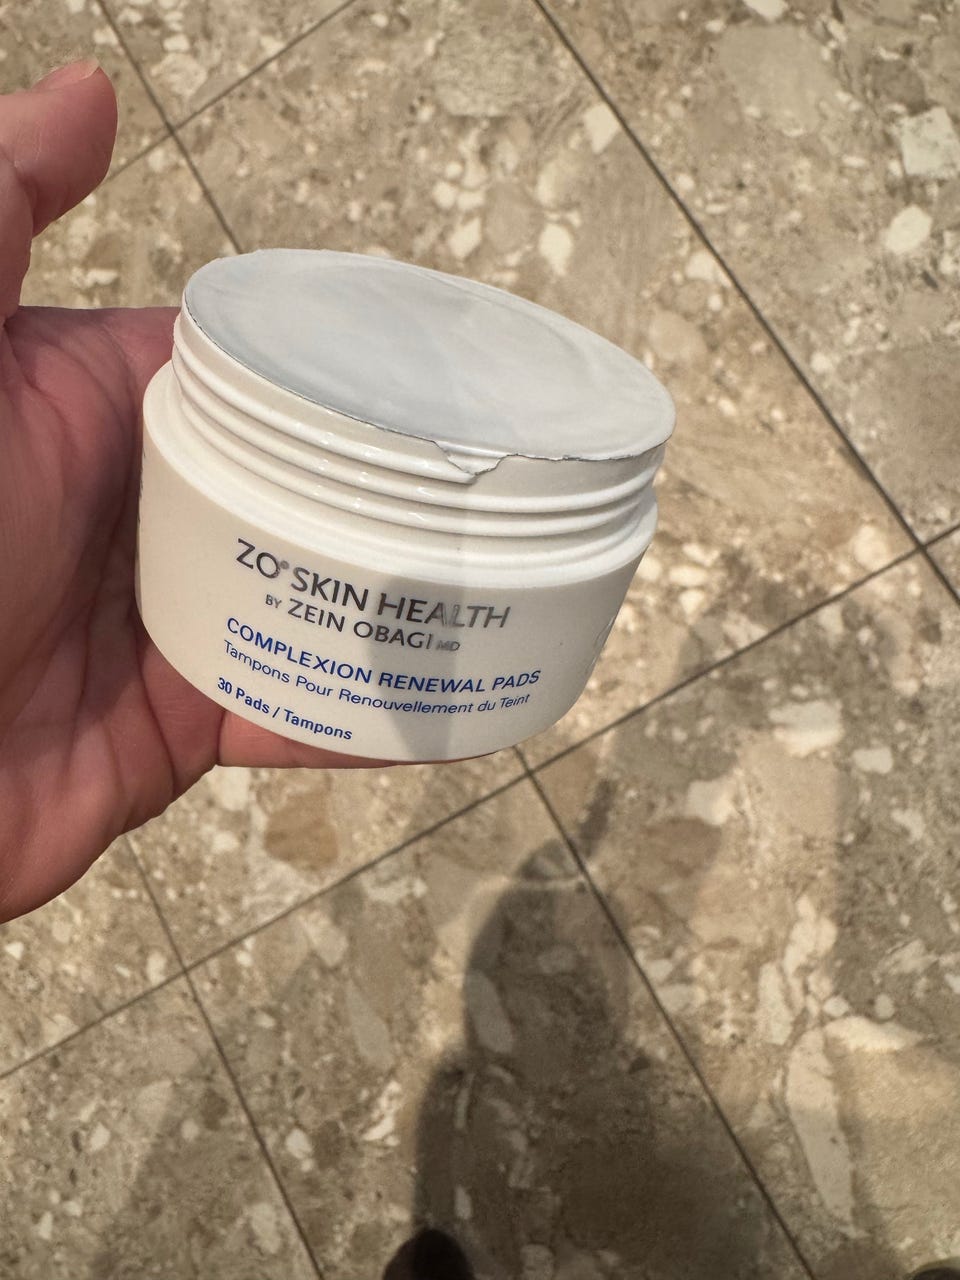 ZO® SKIN HEALTH
BY ZEIN OBAGI MD
COMPLEXION RENEWAL PADS
Tampons Pour Renouvellement du Teint
30 Pads / Tampons